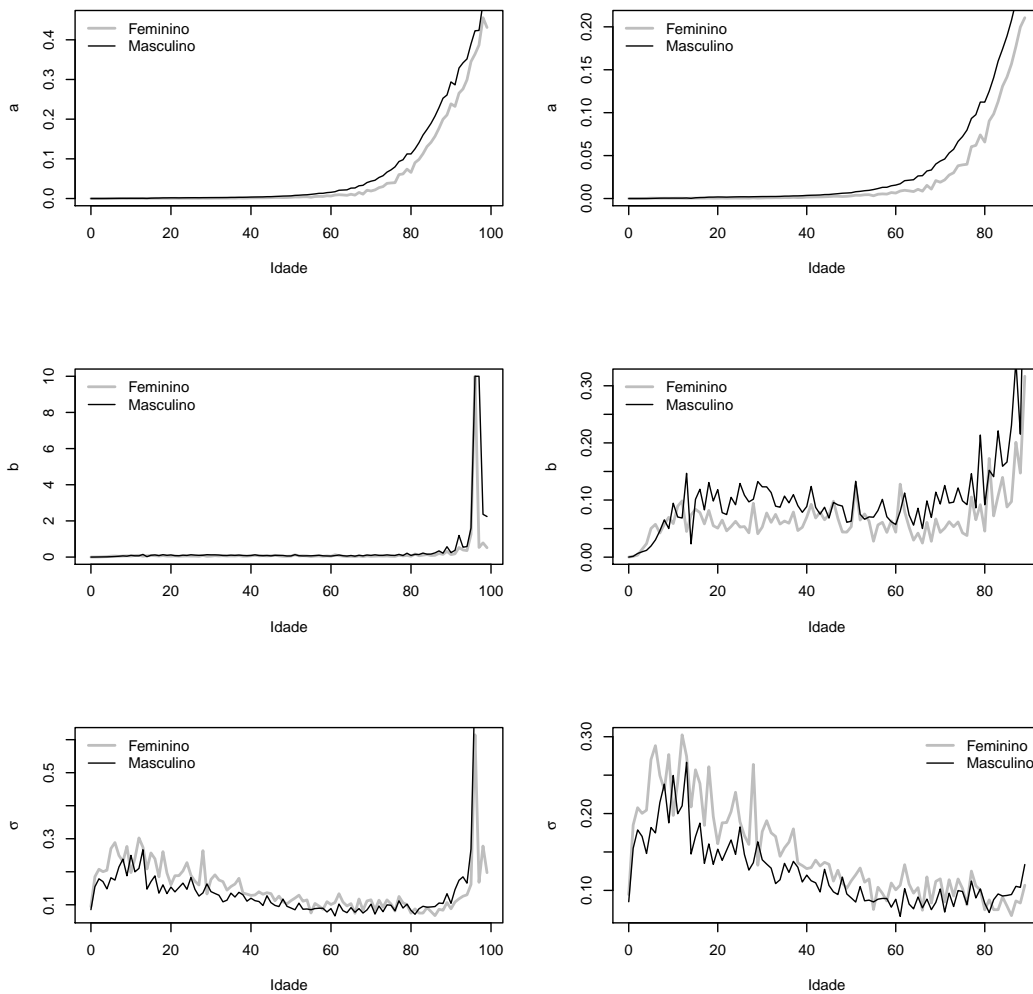 Feminino
Masculino
a
0.0 0.1 0.2 0.3 0.4
0 20 40 60 80 100
Idade
Feminino
Masculino
a
0.00 0.05 0.10 0.15 0.20
0 20 40 60 80
Idade
Feminino
Masculino
b
0 2 4 6 8 10
0 20 40 60 80 100
Idade
Feminino
Masculino
b
0.00 0.10 0.20 0.30
0 20 40 60 80
Idade
Feminino
Masculino
σ
0.1 0.3 0.5
0 20 40 60 80 100
Idade
Feminino
Masculino
σ
0.10 0.20 0.30
0 20 40 60 80
Idade